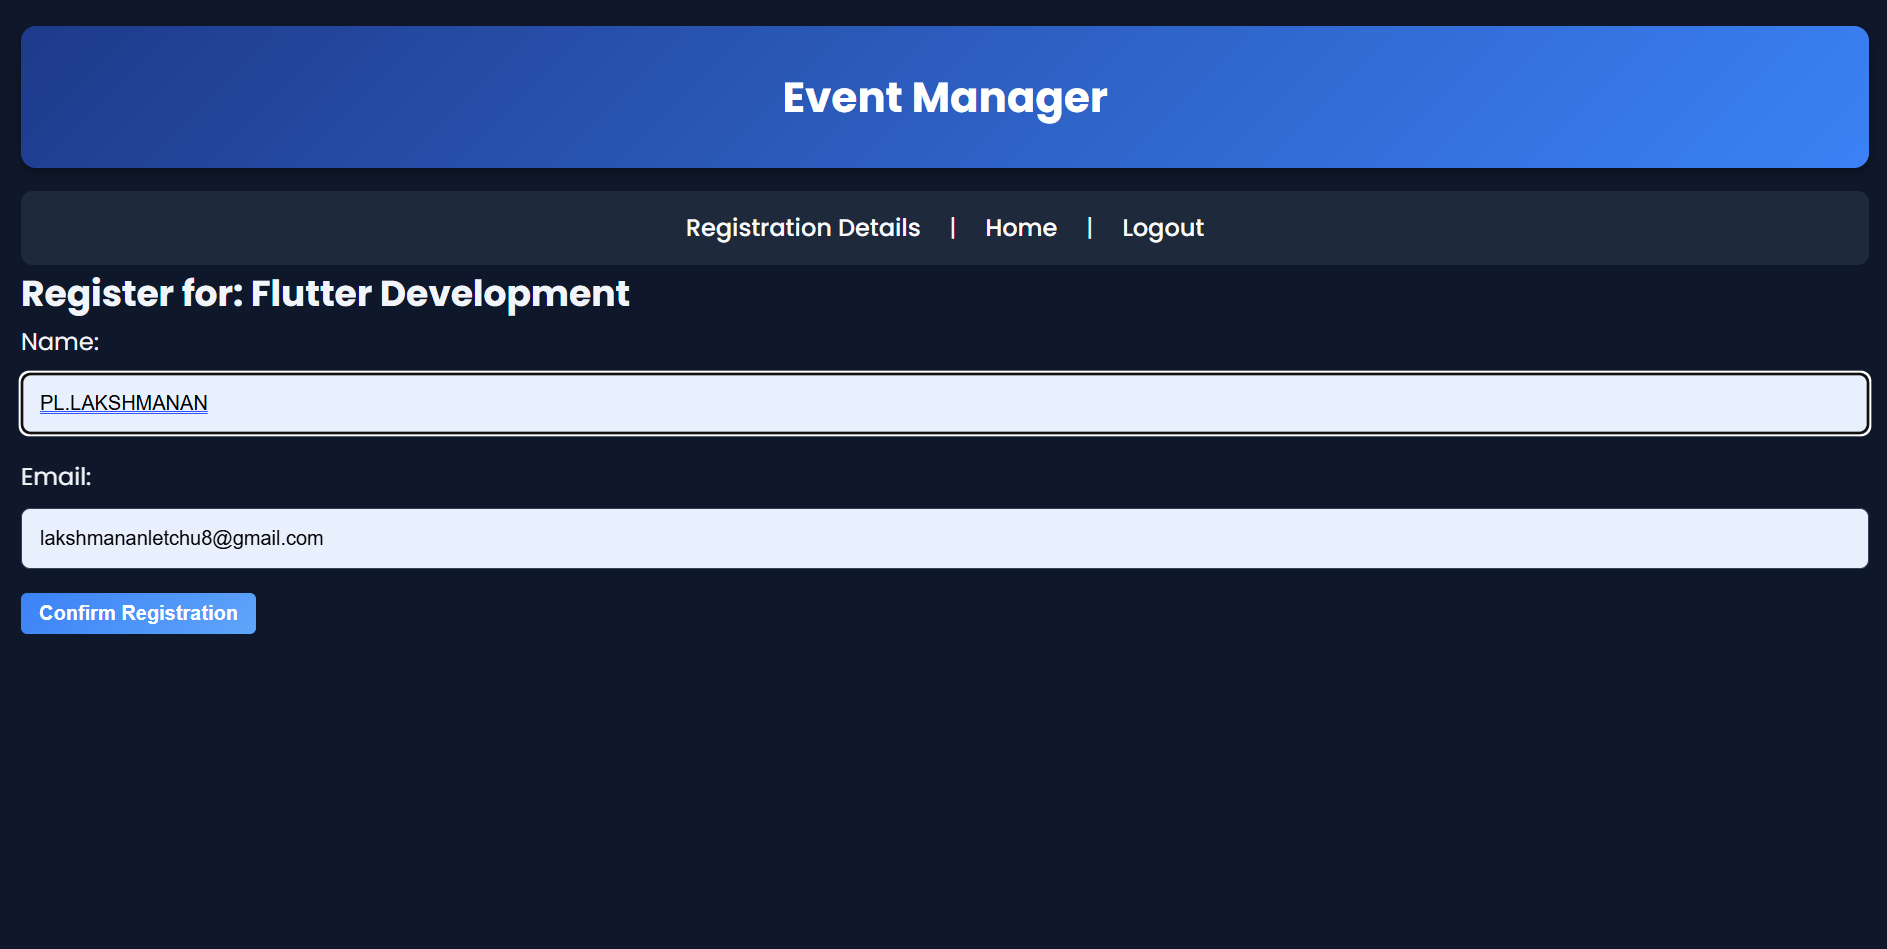 Event Manager
Registration Details | Home | Logout
Register for: Flutter Development
Name:
PL.LAKSHMANAN
Email:
lakshmananletchu8@gmail.com
Confirm Registration